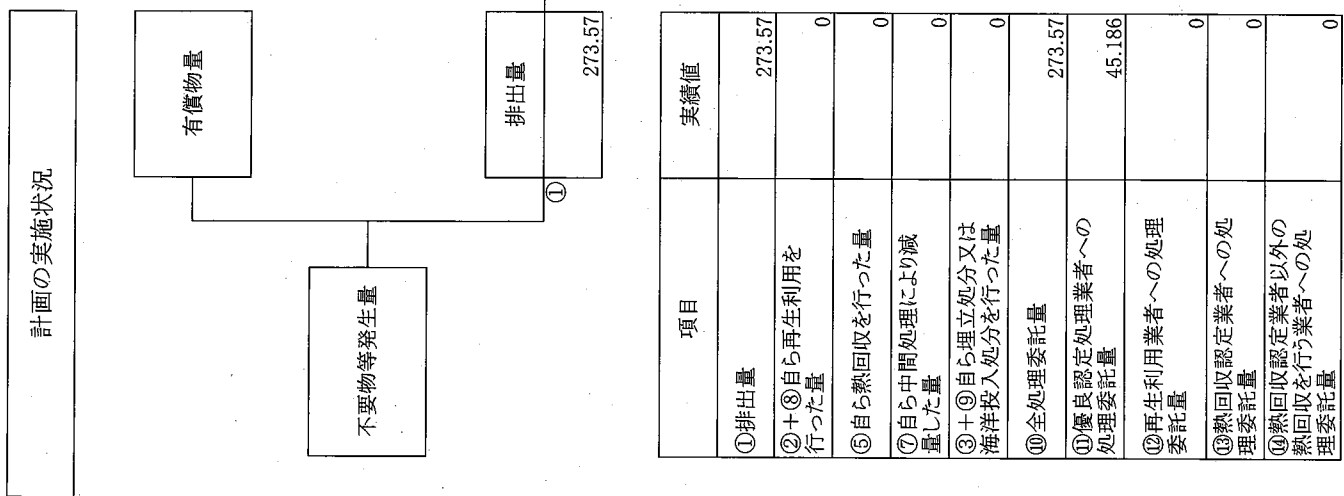 計画の実施状況
不要物等発生量
有償物量
①
排出量
273.57
項目
実績値
①排出量
273.57
②+⑧自ら再生利用を
行った量
0
⑤自ら熱回収を行った量
0
⑦自ら中間処理により減
量した量
0
③+⑨自ら埋立処分又は
海洋投入処分を行った量
0
⑩全処理委託量
273.57
⑪優良認定処理業者への
処理委託量
45.186
⑫再生利用業者への処理
委託量
0
⑬熱回収認定業者への処
理委託量
0
⑭熱回収認定業者以外の
熱回収を行う業者への処
理委託量
0